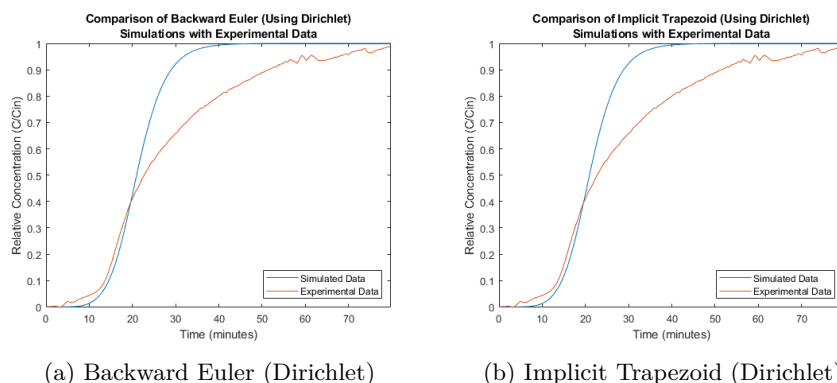 Comparison of Backward Euler (Using Dirichlet)
Simulations with Experimental Data
1
0.9
0.8
0.7
0.6
0.5
0.4
0.3
0.2
0.1
0
Relative Concentration (C/Cin)
0 10 20 30 40 50 60 70
Time (minutes)
Simulated Data
Experimental Data
(a) Backward Euler (Dirichlet)
Comparison of Implicit Trapezoid (Using Dirichlet)
Simulations with Experimental Data
1
0.9
0.8
0.7
0.6
0.5
0.4
0.3
0.2
0.1
0
Relative Concentration (C/Cin)
0 10 20 30 40 50 60 70
Time (minutes)
Simulated Data
Experimental Data
(b) Implicit Trapezoid (Dirichlet